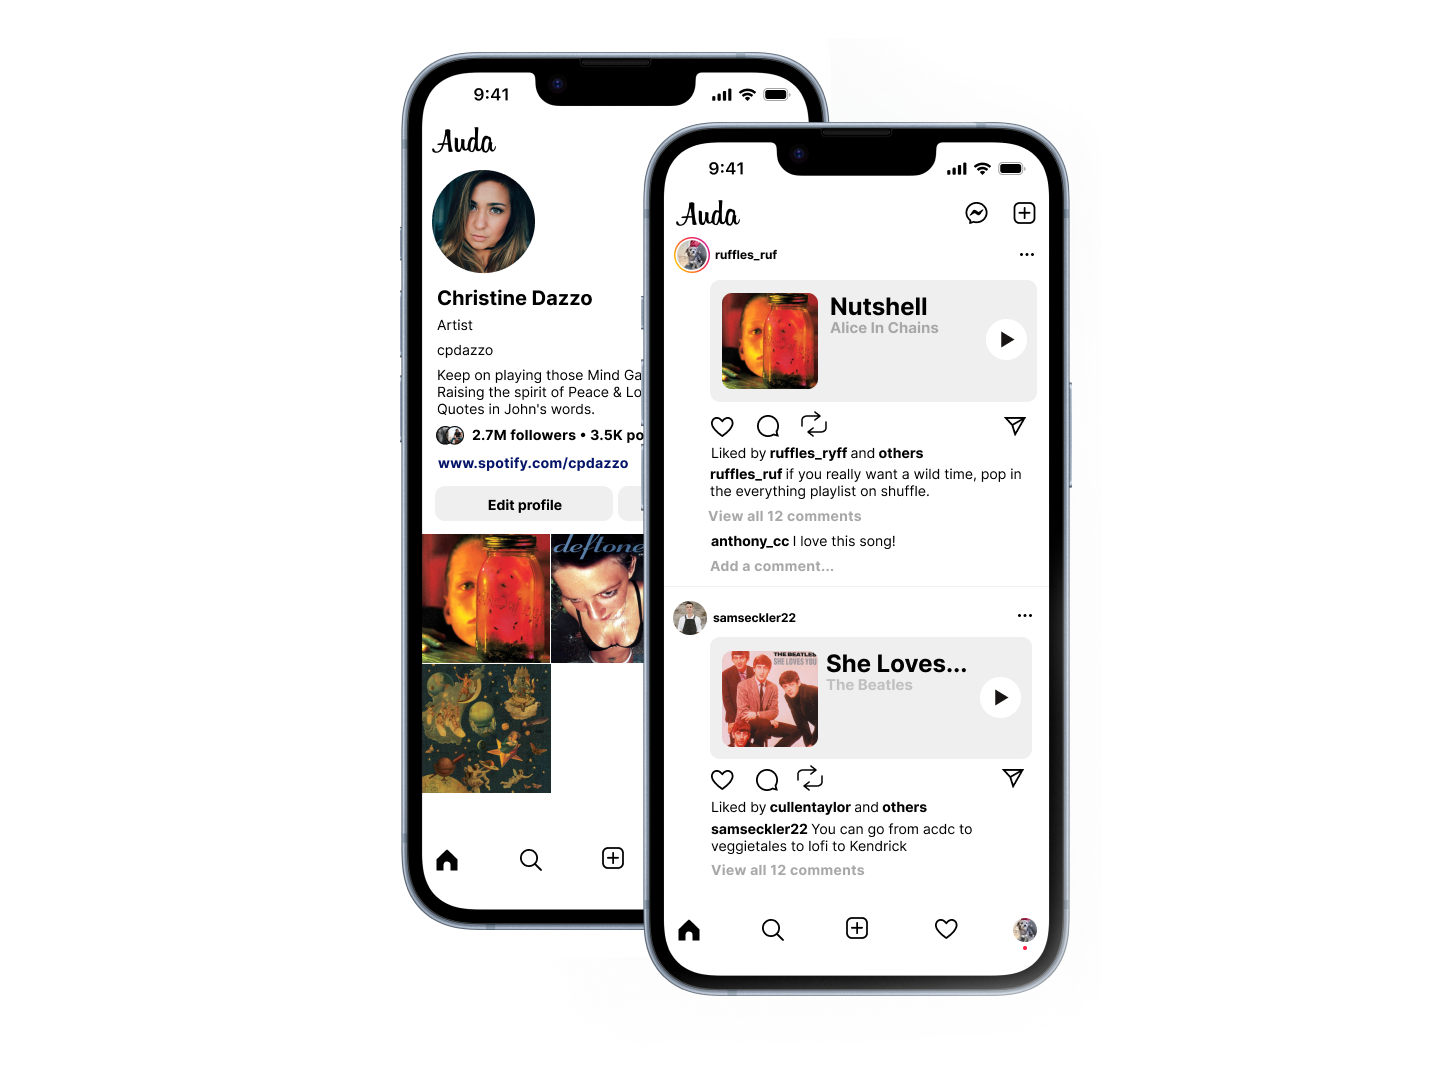 9:41
Auda
Christine Dazzo
Artist
cpdazzo
Keep on playing those Mind Ga
Raising the spirit of Peace & Lo
Quotes in John's words.
2.7M followers • 3.5K po
www.spotify.com/cpdazzo
Edit profile
deftone
9:41
Auda
ruffles_ruf
Nutshell
Alice In Chains
Liked by ruffles_ryff and others
ruffles_ruf if you really want a wild time, pop in
the everything playlist on shuffle.
View all 12 comments
anthony_cc I love this song!
Add a comment...
samseckler22
THE BEATLES
SHE LOVES YOU
She Loves...
The Beatles
Liked by cullentaylor and others
samseckler22 You can go from acdc to
veggietales to lofi to Kendrick
View all 12 comments